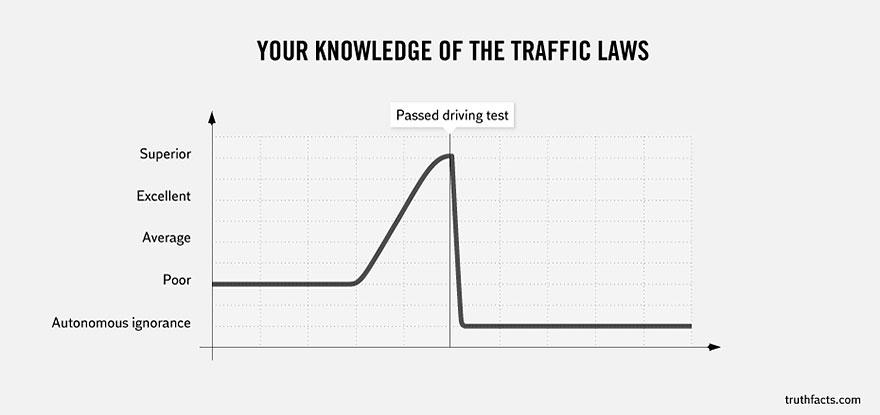 YOUR KNOWLEDGE OF THE TRAFFIC LAWS
Passed driving test
Superior
Excellent
Average
Poor
Autonomous ignorance
truthfacts.com